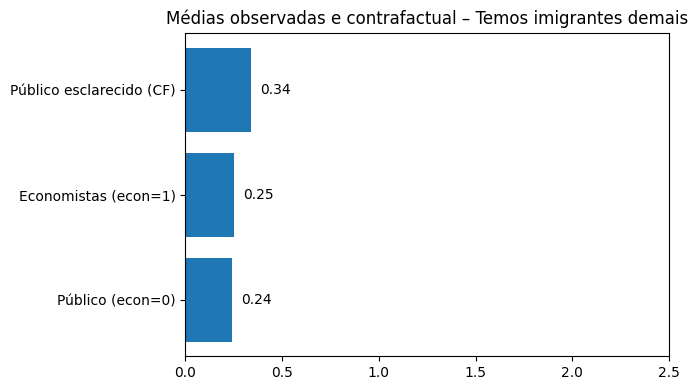 Médias observadas e contrafactual – Temos imigrantes demais
Público esclarecido (CF)
0.34
Economistas (econ=1)
0.25
Público (econ=0)
0.24
0.0 0.5 1.0 1.5 2.0 2.5